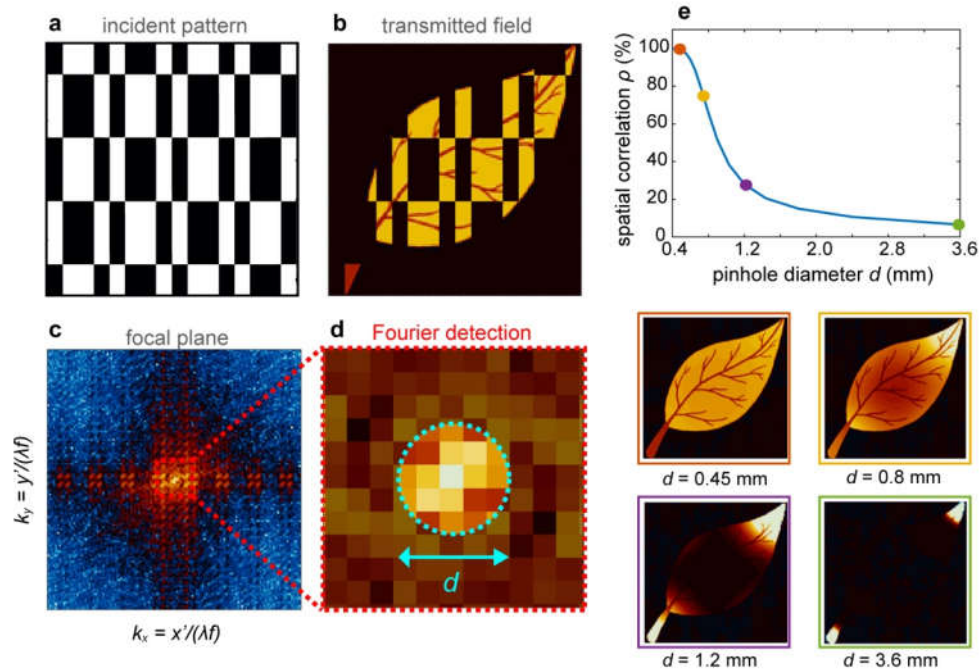 a
incident pattern
b
transmitted field
c
focal plane
k_y = y'/(λf)
k_x = x'/(λf)
d
Fourier detection
d
e
spatial correlation ρ (%)
100
80
60
40
20
0
0.4
1.2
2.0
2.8
3.6
pinhole diameter d (mm)
d = 0.45 mm
d = 0.8 mm
d = 1.2 mm
d = 3.6 mm